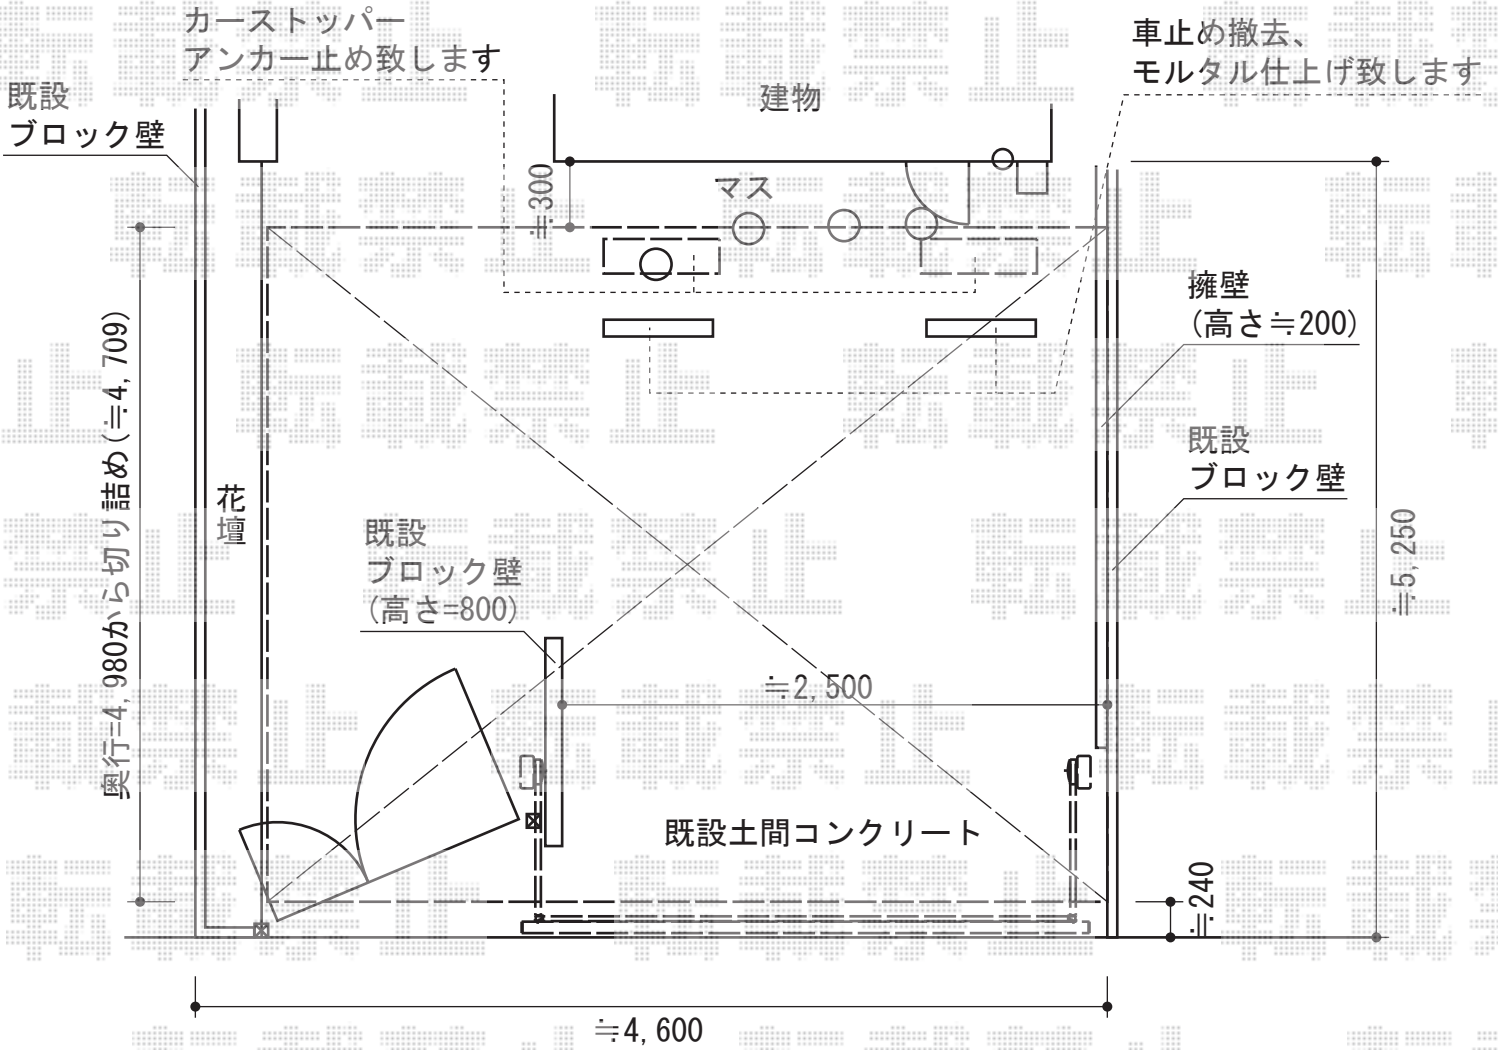 カーストッパー
アンカー止め致します
車止め撤去、
モルタル仕上げ致します
既設
ブロック壁
建物
≒300
マス
擁壁
(高さ≒200)
奥行=4,980から切り詰め(≒4,709)
花壇
既設
ブロック壁
既設
ブロック壁
(高さ=800)
≒5,250
≒2,500
既設土間コンクリート
≒240
≒4,600
転載禁止